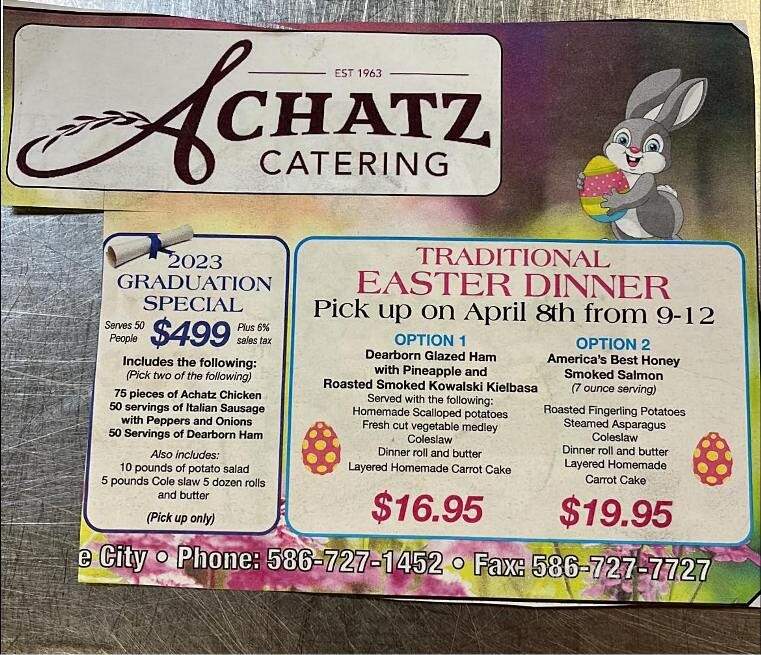 EST 1963
ACHATZ
CATERING
2023
GRADUATION
SPECIAL
Serves 50
People
$499
Plus 6%
sales tax
Includes the following:
(Pick two of the following)
75 pieces of Achatz Chicken
50 servings of Italian Sausage
with Peppers and Onions
50 Servings of Dearborn Ham
Also includes:
10 pounds of potato salad
5 pounds Cole slaw 5 dozen rolls
and butter
(Pick up only)
TRADITIONAL
EASTER DINNER
Pick up on April 8th from 9-12
OPTION 1
Dearborn Glazed Ham
with Pineapple and
Roasted Smoked Kowalski Kielbasa
Served with the following:
Homemade Scalloped potatoes
Fresh cut vegetable medley
Coleslaw
Dinner roll and butter
Layered Homemade Carrot Cake
$16.95
OPTION 2
America's Best Honey
Smoked Salmon
(7 ounce serving)
Roasted Fingerling Potatoes
Steamed Asparagus
Coleslaw
Dinner roll and butter
Layered Homemade
Carrot Cake
$19.95
e City • Phone: 586-727-1452 • Fax: 586-727-7727